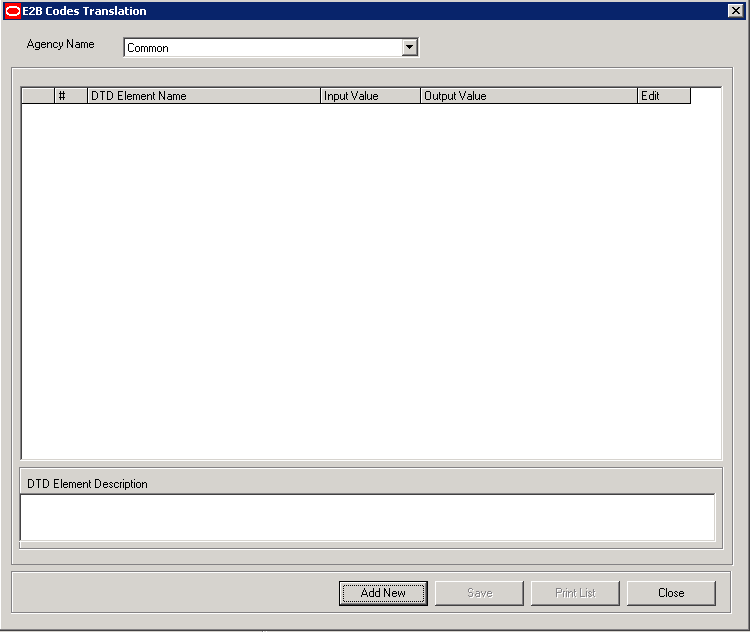 E2B Codes Translation
Agency Name Common
# DTD Element Name Input Value Output Value Edit
DTD Element Description
Add New Save Print List Close